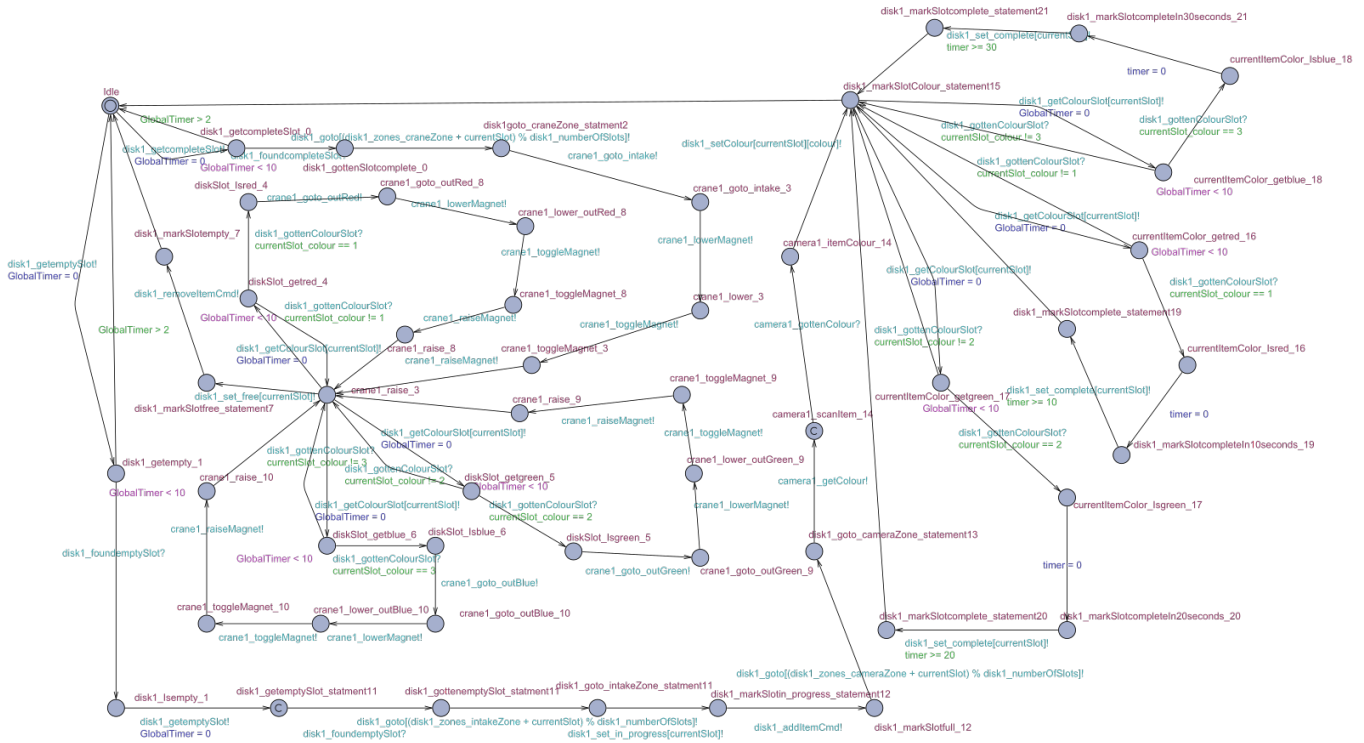 disk1_markSlotcomplete_statement21
disk1_markSlotcompleteIn30seconds_21
disk1_set_complete[currentSlot]!
timer >= 30
currentItemColor_Isblue_18
timer = 0
Idle
disk1_markSlotColour_statement15
disk1_getColourSlot[currentSlot]!
GlobalTimer = 0
disk1_gottenColourSlot?
currentSlot_colour == 3
disk1_gottenColourSlot?
currentSlot_colour != 3
GlobalTimer > 2
disk1_getcompleteSlot_0
disk1_goto[(disk1_zones_craneZone + currentSlot) % disk1_numberOfSlots]!
disk1goto_craneZone_statment2
disk1_getcompleteSlot!
GlobalTimer = 0
disk1_foundcompleteSlot?
GlobalTimer < 10
disk1_gottenSlotcomplete_0
crane1_goto_intake!
disk1_setColour[currentSlot][colour]!
disk1_gottenColourSlot?
currentSlot_colour != 1
currentItemColor_getblue_18
GlobalTimer < 10
diskSlot_Isred_4
crane1_goto_outRed!
crane1_goto_outRed_8
crane1_lowerMagnet!
crane1_lower_outRed_8
crane1_goto_intake_3
disk1_getColourSlot[currentSlot]!
GlobalTimer = 0
disk1_markSlotempty_7
disk1_gottenColourSlot?
currentSlot_colour == 1
crane1_toggleMagnet!
crane1_lowerMagnet!
camera1_itemColour_14
currentItemColor_getred_16
GlobalTimer < 10
disk1_getemptySlot!
GlobalTimer = 0
diskSlot_getred_4
disk1_getColourSlot[currentSlot]!
GlobalTimer = 0
disk1_gottenColourSlot?
currentSlot_colour == 1
disk1_removeItemCmd!
disk1_gottenColourSlot?
currentSlot_colour != 1
crane1_toggleMagnet_8
crane1_lower_3
disk1_markSlotcomplete_statement19
GlobalTimer < 10
crane1_raiseMagnet!
crane1_toggleMagnet!
camera1_gottenColour?
disk1_gottenColourSlot?
currentSlot_colour != 2
GlobalTimer > 2
disk1_getColourSlot[currentSlot]!
GlobalTimer = 0
crane1_raise_8
crane1_raiseMagnet!
crane1_toggleMagnet_3
currentItemColor_Isred_16
crane1_toggleMagnet_9
crane1_raise_3
disk1_set_free[currentSlot]!
disk1_markSlotfree_statement7
crane1_raise_9
crane1_raiseMagnet!
camera1_scanItem_14
currentItemColor_getgreen_17
GlobalTimer < 10
disk1_set_complete[currentSlot]!
timer >= 10
timer = 0
disk1_getColourSlot[currentSlot]!
GlobalTimer = 0
crane1_toggleMagnet!
disk1_gottenColourSlot?
currentSlot_colour == 2
disk1_markSlotcompleteIn10seconds_19
disk1_getempty_1
GlobalTimer < 10
crane1_raise_10
disk1_gottenColourSlot?
currentSlot_colour != 3
disk1_gottenColourSlot?
currentSlot_colour != 2
diskSlot_getgreen_5
GlobalTimer < 10
crane1_lower_outGreen_9
crane1_lowerMagnet!
camera1_getColour!
disk1_getColourSlot[currentSlot]!
GlobalTimer = 0
disk1_gottenColourSlot?
currentSlot_colour == 2
currentItemColor_Isgreen_17
crane1_raiseMagnet!
diskSlot_getblue_6
diskSlot_Isblue_6
diskSlot_Isgreen_5
disk1_goto_cameraZone_statement13
disk1_foundemptySlot?
GlobalTimer < 10
disk1_gottenColourSlot?
currentSlot_colour == 3
crane1_goto_outGreen!
crane1_goto_outGreen_9
timer = 0
crane1_goto_outBlue!
crane1_toggleMagnet_10
crane1_lower_outBlue_10
crane1_goto_outBlue_10
disk1_markSlotcomplete_statement20
disk1_markSlotcompleteIn20seconds_20
crane1_toggleMagnet!
crane1_lowerMagnet!
disk1_set_complete[currentSlot]!
timer >= 20
disk1_goto[(disk1_zones_cameraZone + currentSlot) % disk1_numberOfSlots]!
disk1_Isempty_1
disk1_getemptySlot_statment11
disk1_gottenemptySlot_statment11
disk1_goto_intakeZone_statment11
disk1_markSlotin_progress_statement12
disk1_getemptySlot!
GlobalTimer = 0
disk1_goto[(disk1_zones_intakeZone + currentSlot) % disk1_numberOfSlots]!
disk1_foundemptySlot?
disk1_set_in_progress[currentSlot]!
disk1_addItemCmd!
disk1_markSlotfull_12
C
C